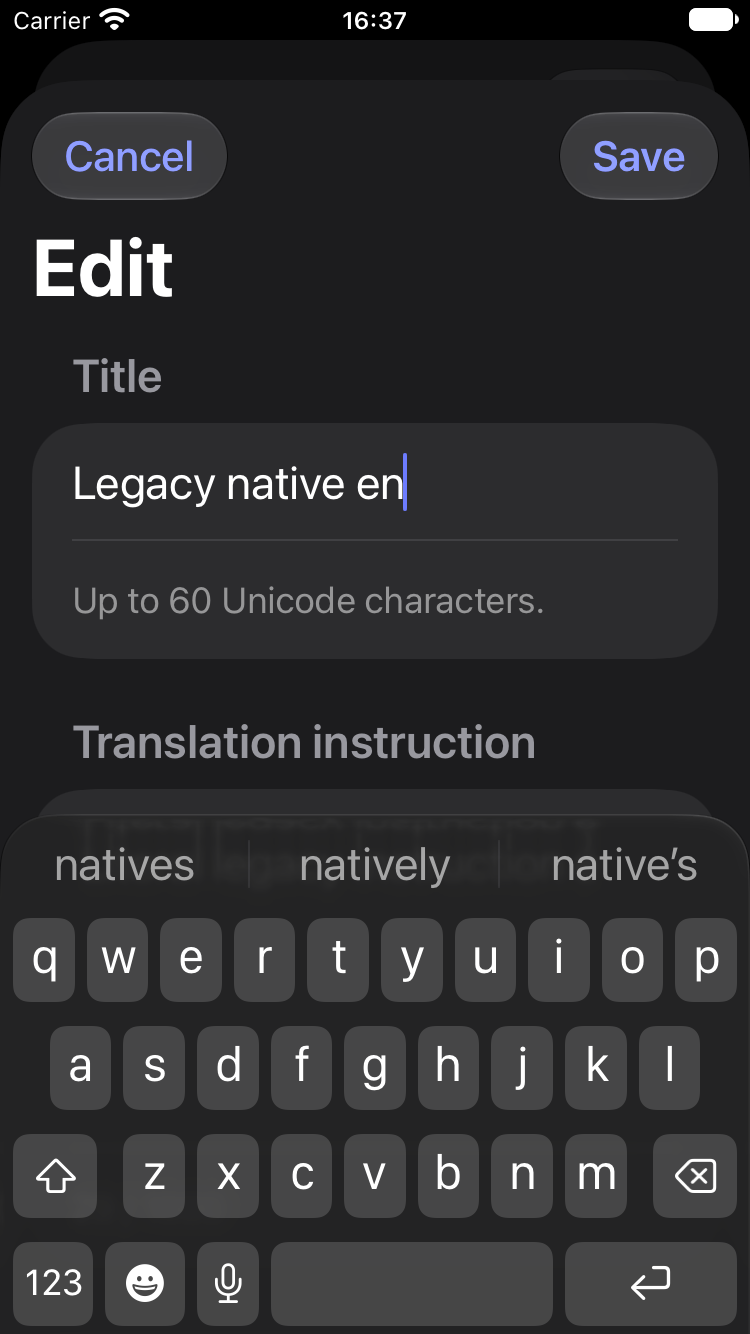 Carrier 16:37
Cancel Save
Edit
Title
Legacy native en
Up to 60 Unicode characters.
Translation instruction
natives natively native’s
q w e r t y u i o p
a s d f g h j k l
z x c v b n m
123